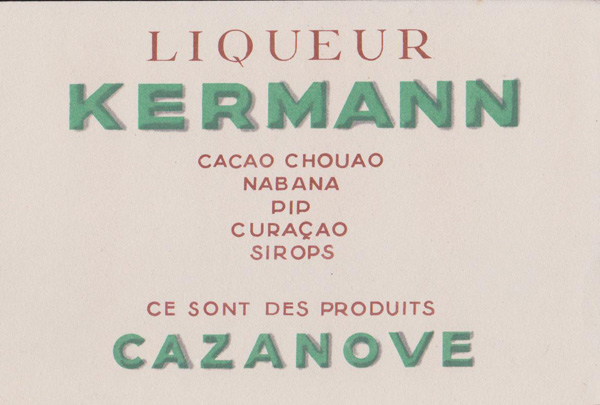 LIQUEUR
KERMANN
CACAO CHOUAO
NABANA
PIP
CURAÇAO
SIROPS
CE SONT DES PRODUITS
CAZANOVE